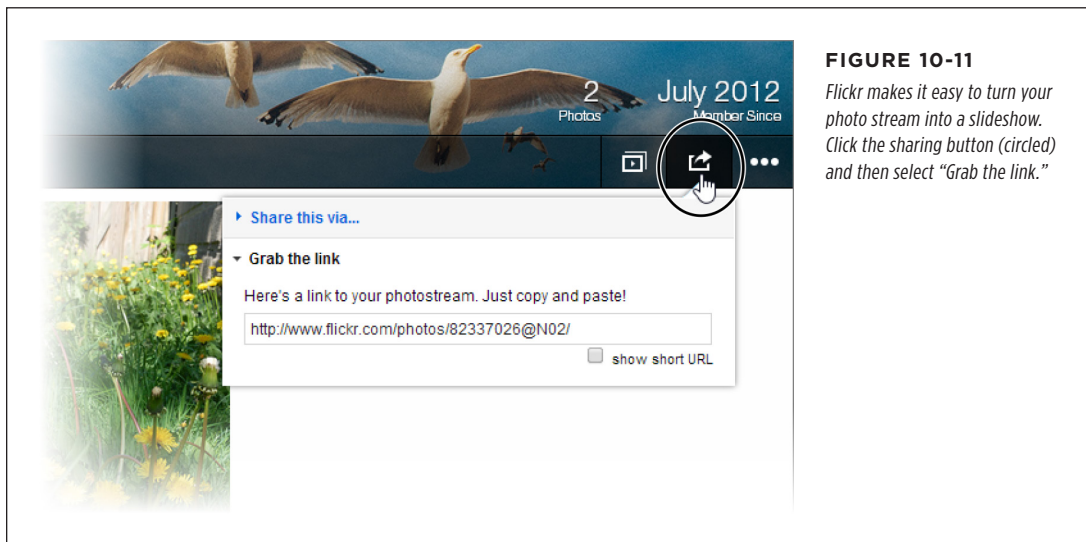 2
Photos
July 2012
Member Since
Share this via...
Grab the link
Here's a link to your photostream. Just copy and paste!
http://www.flickr.com/photos/82337026@N02/
show short URL
FIGURE 10-11
Flickr makes it easy to turn your
photo stream into a slideshow.
Click the sharing button (circled)
and then select “Grab the link.”